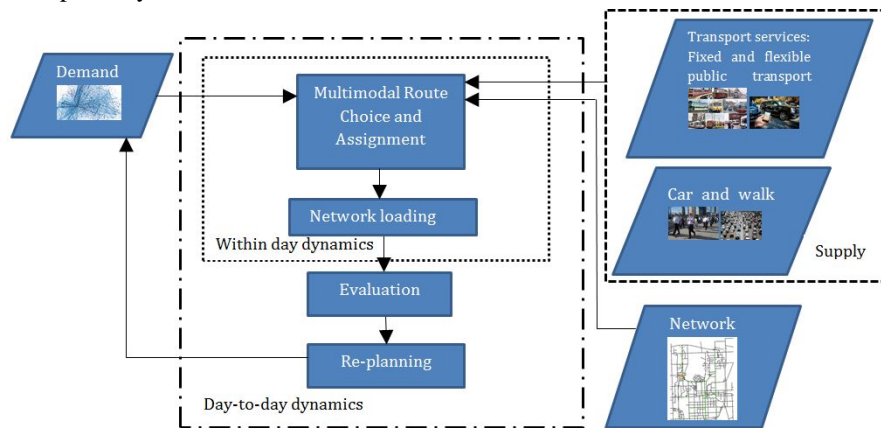 Transport services:
Fixed and flexible
public transport
Demand
Multimodal Route
Choice and
Assignment
Car and walk
Network loading
Within day dynamics
Supply
Evaluation
Network
Re-planning
Day-to-day dynamics